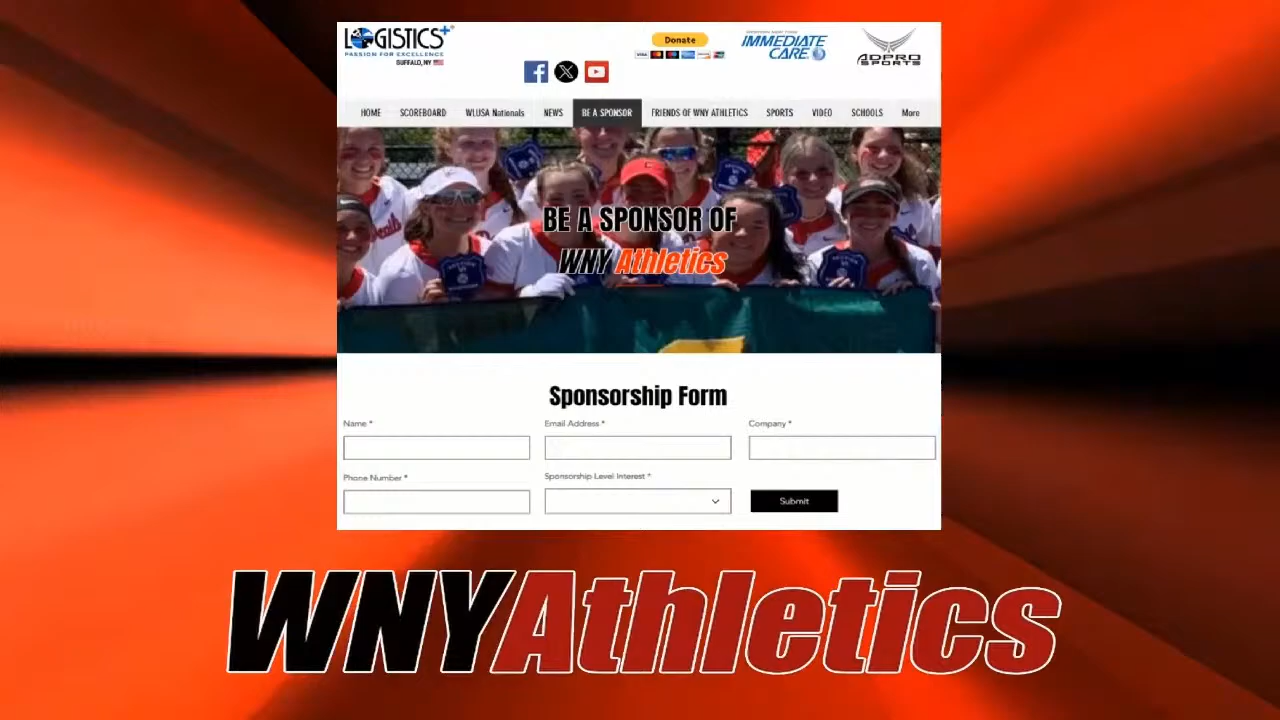 LOGISTICS+
PASSION FOR EXCELLENCE
BUFFALO, NY
Donate
VISA
IMMEDIATE
CARE
ADPRO
SPORTS
HOME SCOREBOARD WLUSA Nationals NEWS BE A SPONSOR FRIENDS OF WNY ATHLETICS SPORTS VIDEO SCHOOLS More
BE A SPONSOR OF
WNY Athletics
Sponsorship Form
Name * Email Address * Company *
Phone Number * Sponsorship Level Interest *
Submit
WNYAthletics